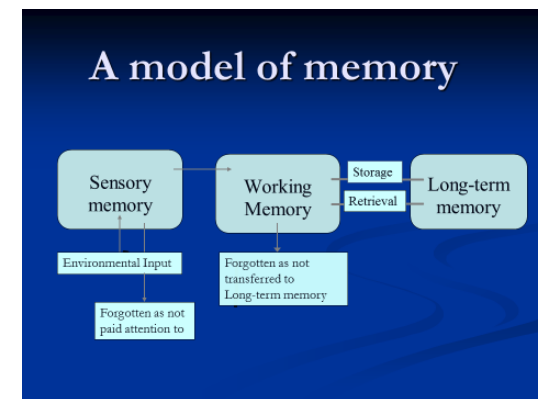 A model of memory
Sensory
memory
Working
Memory
Storage
Retrieval
Long-term
memory
Environmental Input
Forgotten as not
paid attention to
Forgotten as not
transferred to
Long-term memory